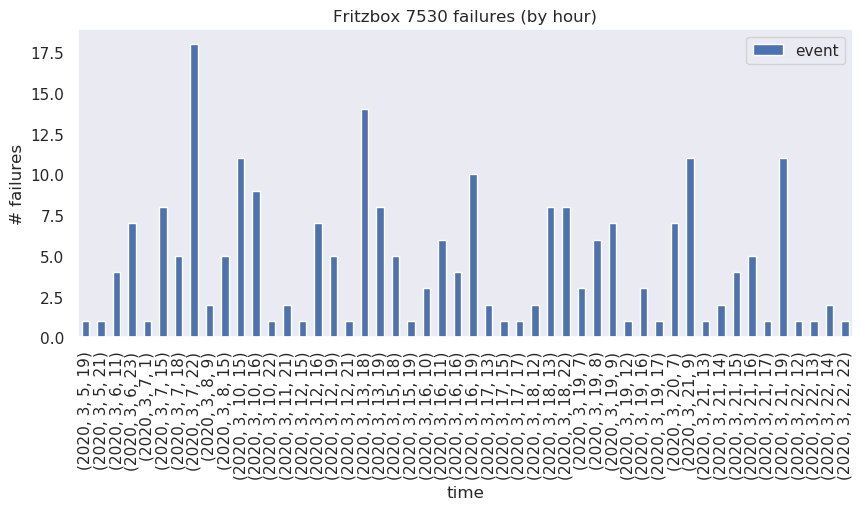 Fritzbox 7530 failures (by hour)
event
# failures
17.5
15.0
12.5
10.0
7.5
5.0
2.5
0.0
(2020, 3, 5, 19)
(2020, 3, 5, 21)
(2020, 3, 6, 11)
(2020, 3, 6, 23)
(2020, 3, 7, 1)
(2020, 3, 7, 15)
(2020, 3, 7, 18)
(2020, 3, 7, 22)
(2020, 3, 8, 9)
(2020, 3, 8, 15)
(2020, 3, 10, 15)
(2020, 3, 10, 16)
(2020, 3, 10, 22)
(2020, 3, 11, 21)
(2020, 3, 12, 15)
(2020, 3, 12, 16)
(2020, 3, 12, 19)
(2020, 3, 12, 21)
(2020, 3, 13, 18)
(2020, 3, 13, 19)
(2020, 3, 15, 18)
(2020, 3, 15, 19)
(2020, 3, 16, 10)
(2020, 3, 16, 11)
(2020, 3, 16, 16)
(2020, 3, 16, 19)
(2020, 3, 17, 13)
(2020, 3, 17, 15)
(2020, 3, 17, 17)
(2020, 3, 18, 12)
(2020, 3, 18, 13)
(2020, 3, 18, 22)
(2020, 3, 19, 7)
(2020, 3, 19, 8)
(2020, 3, 19, 9)
(2020, 3, 19, 12)
(2020, 3, 19, 16)
(2020, 3, 19, 17)
(2020, 3, 20, 7)
(2020, 3, 21, 9)
(2020, 3, 21, 13)
(2020, 3, 21, 14)
(2020, 3, 21, 15)
(2020, 3, 21, 16)
(2020, 3, 21, 17)
(2020, 3, 21, 19)
(2020, 3, 22, 12)
(2020, 3, 22, 13)
(2020, 3, 22, 14)
(2020, 3, 22, 22)
time